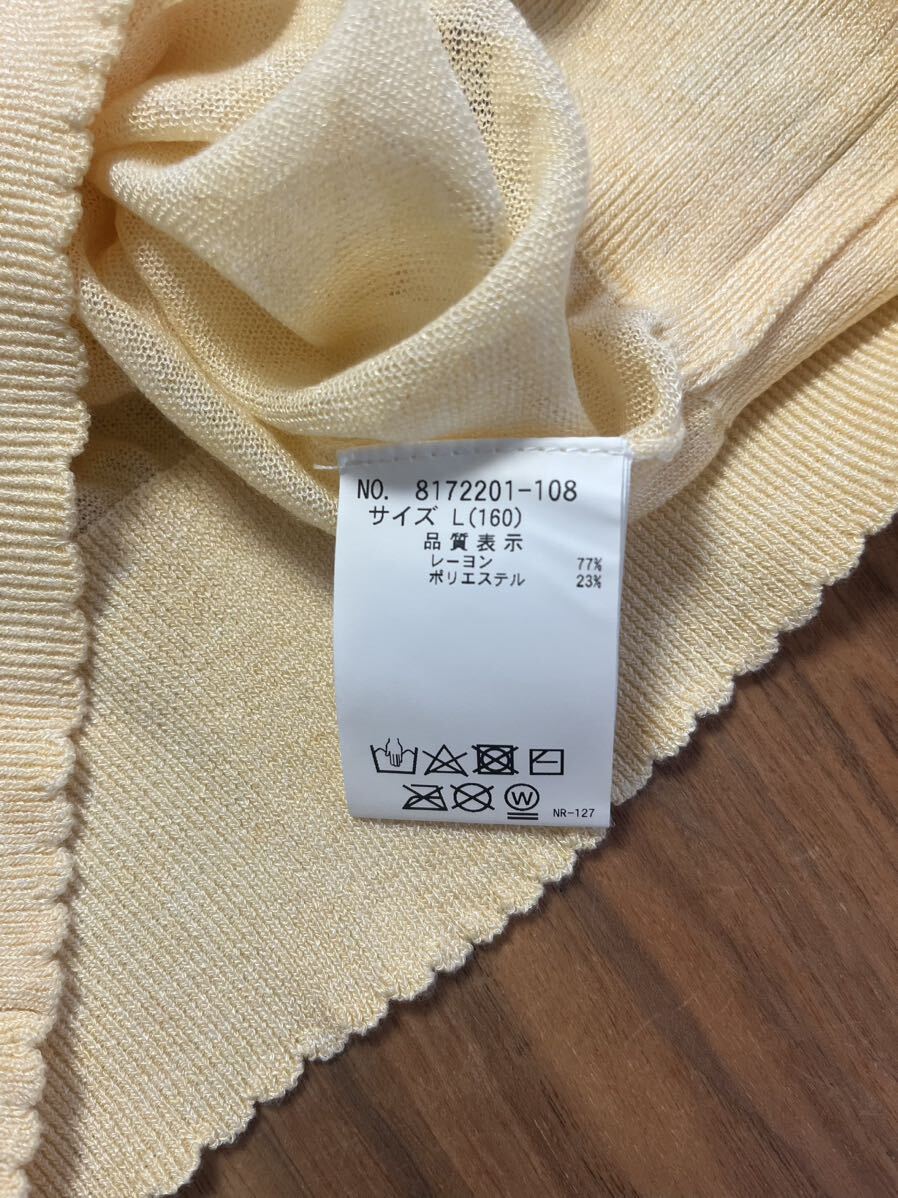 NO. 8172201-108
サイズ L(160)
品質表示
レーヨン 77%
ポリエステル 23%
W
NR-127